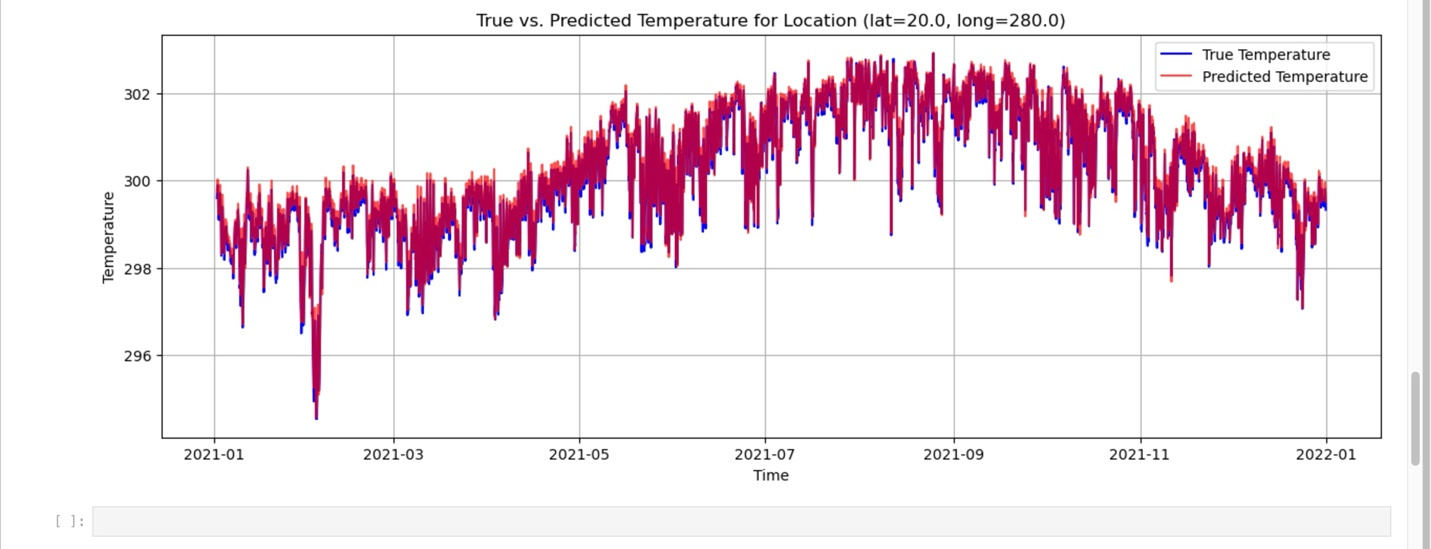 True vs. Predicted Temperature for Location (lat=20.0, long=280.0)
True Temperature
Predicted Temperature
302
300
298
296
Temperature
2021-01 2021-03 2021-05 2021-07 2021-09 2021-11 2022-01
Time
[ ]: